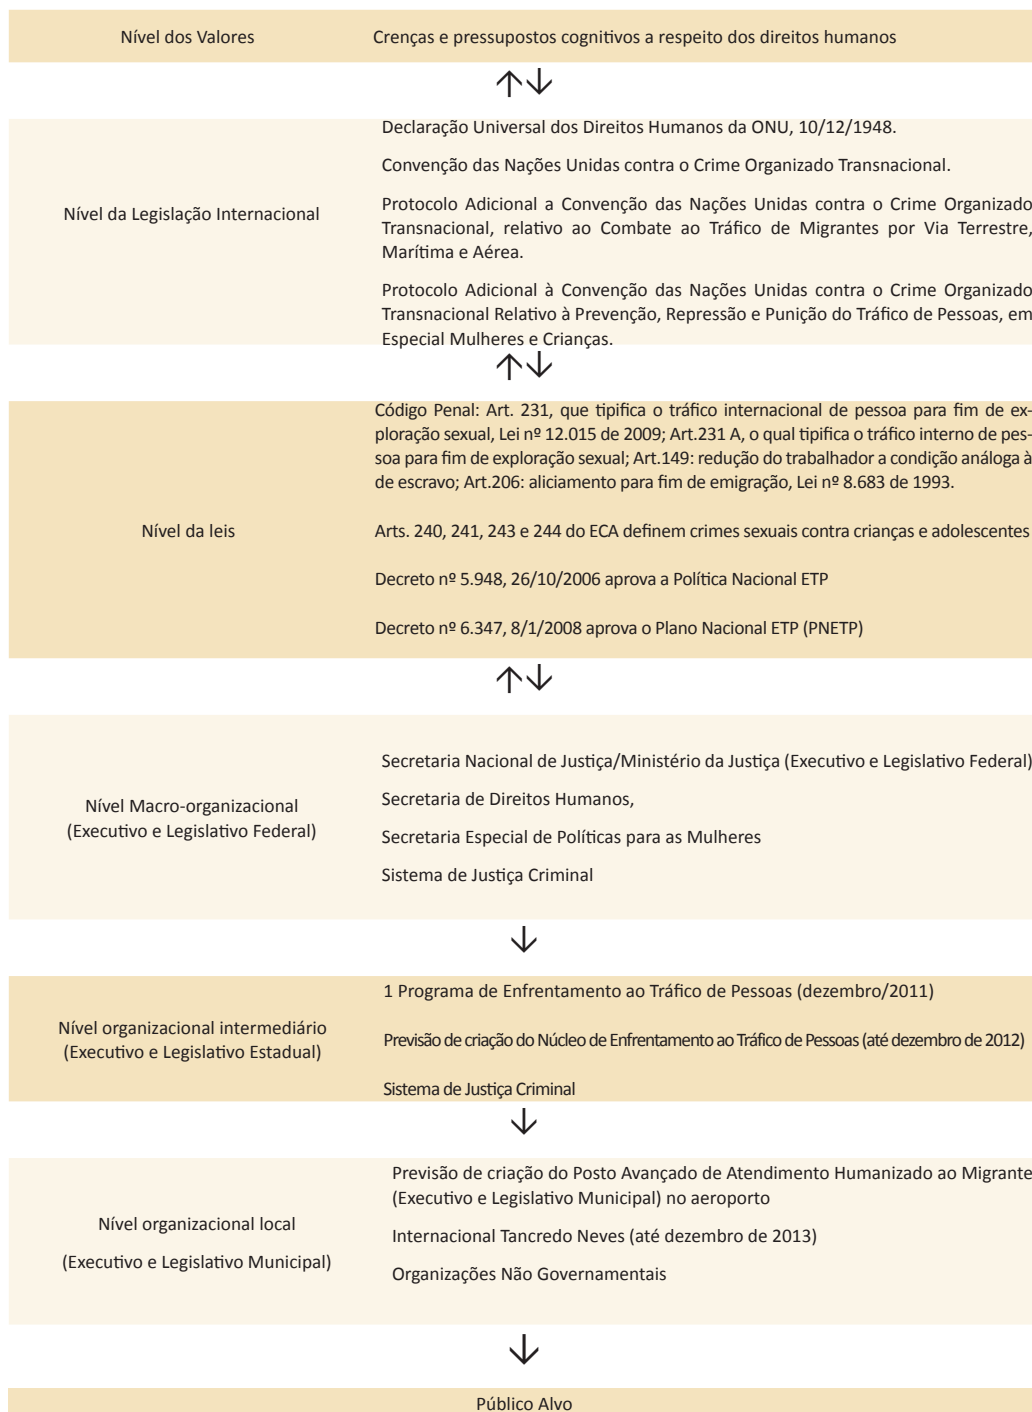 Nível dos Valores
Crenças e pressupostos cognitivos a respeito dos direitos humanos
↑↓
Nível da Legislação Internacional
Declaração Universal dos Direitos Humanos da ONU, 10/12/1948.
Convenção das Nações Unidas contra o Crime Organizado Transnacional.
Protocolo Adicional a Convenção das Nações Unidas contra o Crime Organizado
Transnacional, relativo ao Combate ao Tráfico de Migrantes por Via Terrestre,
Marítima e Aérea.
Protocolo Adicional à Convenção das Nações Unidas contra o Crime Organizado
Transnacional Relativo à Prevenção, Repressão e Punição do Tráfico de Pessoas, em
Especial Mulheres e Crianças.
↑↓
Nível da leis
Código Penal: Art. 231, que tipifica o tráfico internacional de pessoa para fim de ex-
ploração sexual, Lei nº 12.015 de 2009; Art.231 A, o qual tipifica o tráfico interno de pes-
soa para fim de exploração sexual; Art.149: redução do trabalhador a condição análoga à
de escravo; Art.206: aliciamento para fim de emigração, Lei nº 8.683 de 1993.
Arts. 240, 241, 243 e 244 do ECA definem crimes sexuais contra crianças e adolescentes
Decreto nº 5.948, 26/10/2006 aprova a Política Nacional ETP
Decreto nº 6.347, 8/1/2008 aprova o Plano Nacional ETP (PNETP)
↑↓
Nível Macro-organizacional
(Executivo e Legislativo Federal)
Secretaria Nacional de Justiça/Ministério da Justiça (Executivo e Legislativo Federal)
Secretaria de Direitos Humanos,
Secretaria Especial de Políticas para as Mulheres
Sistema de Justiça Criminal
↓
Nível organizacional intermediário
(Executivo e Legislativo Estadual)
1 Programa de Enfrentamento ao Tráfico de Pessoas (dezembro/2011)
Previsão de criação do Núcleo de Enfrentamento ao Tráfico de Pessoas (até dezembro de 2012)
Sistema de Justiça Criminal
↓
Nível organizacional local
(Executivo e Legislativo Municipal)
Previsão de criação do Posto Avançado de Atendimento Humanizado ao Migrante
(Executivo e Legislativo Municipal) no aeroporto
Internacional Tancredo Neves (até dezembro de 2013)
Organizações Não Governamentais
↓
Público Alvo